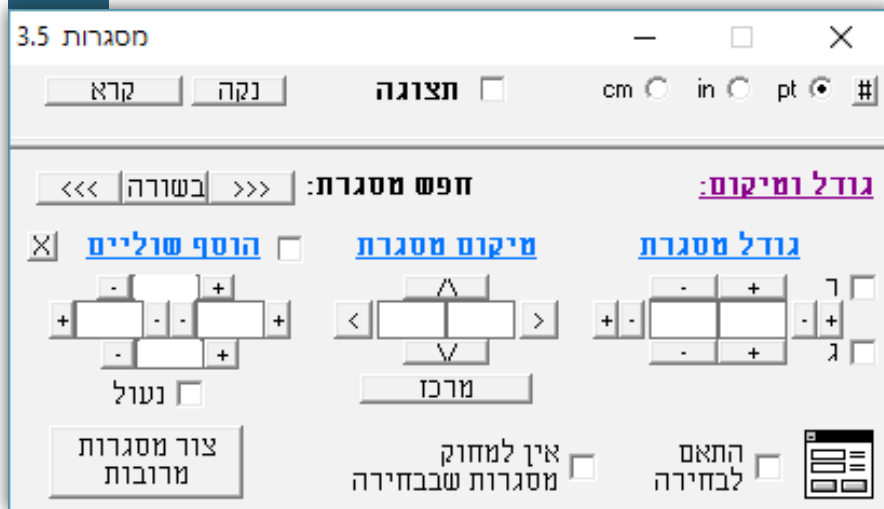 מסגרות 3.5
# pt in cm תצוגה נקה קרא
גודל ומיקום: חפש מסגרת: <<< בשורה >>>
גודל מסגרת מיקום מסגרת הוסף שוליים X
ר - + /\ - +
- + + - < > + - - +
ג - + \/ - +
מרכז נעול
התאם לבחירה
אין למחוק מסגרות שבבחירה
צור מסגרות מרובות